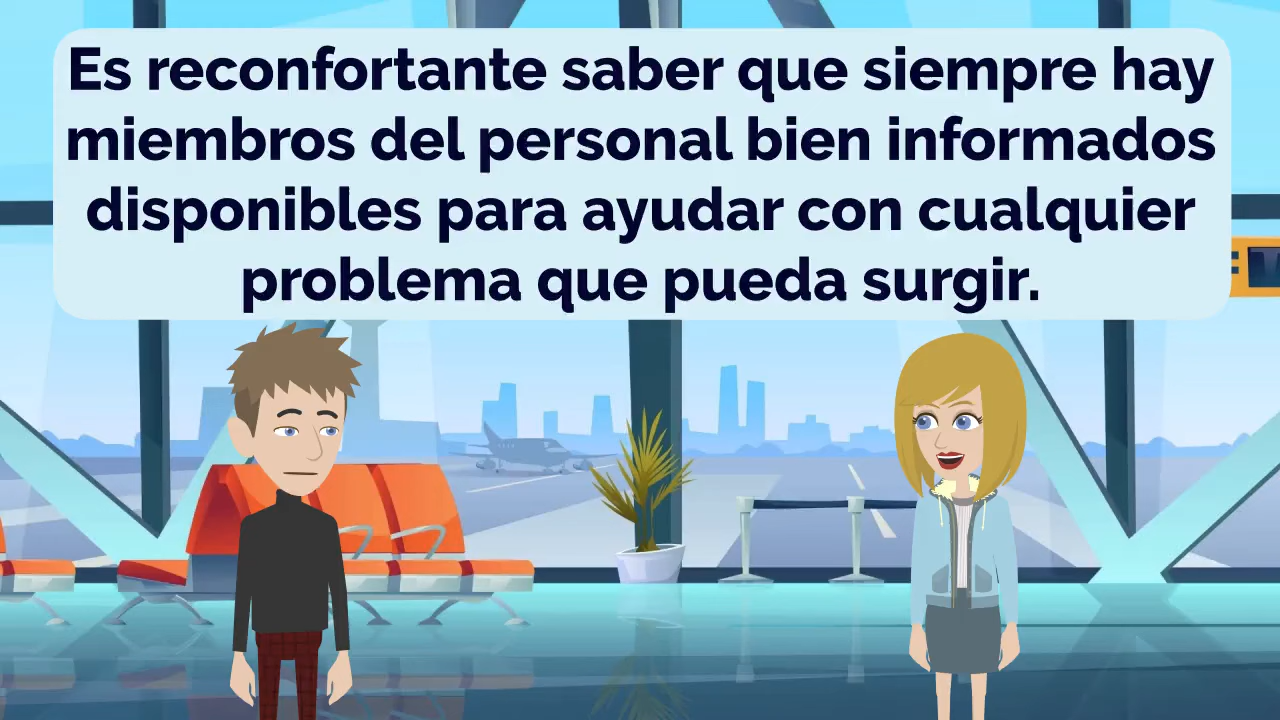 Es reconfortante saber que siempre hay
miembros del personal bien informados
disponibles para ayudar con cualquier
problema que pueda surgir.